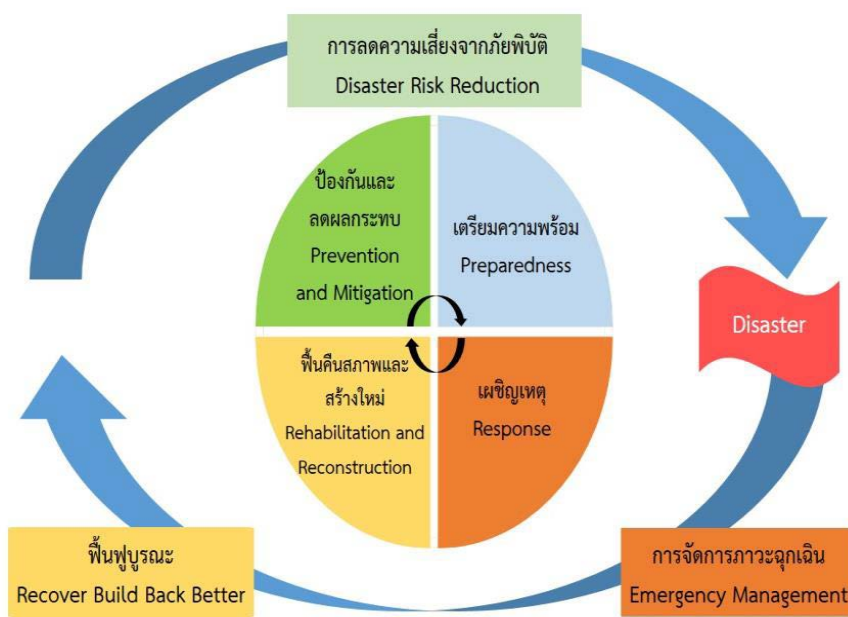 การลดความเสี่ยงจากภัยพิบัติ
Disaster Risk Reduction
ป้องกันและ
ลดผลกระทบ
Prevention
and Mitigation
เตรียมความพร้อม
Preparedness
Disaster
ฟื้นคืนสภาพและ
สร้างใหม่
Rehabilitation and
Reconstruction
เผชิญเหตุ
Response
ฟื้นฟูบูรณะ
Recover Build Back Better
การจัดการภาวะฉุกเฉิน
Emergency Management